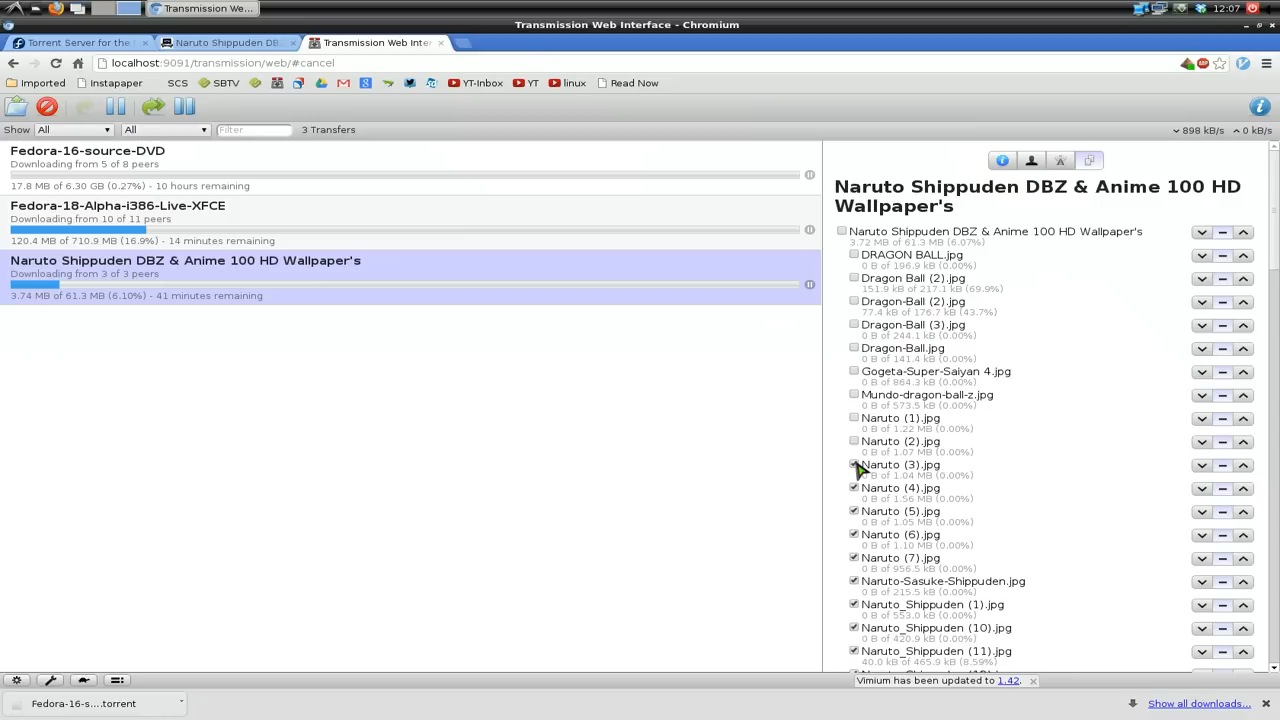 Transmission We...
12:07
Transmission Web Interface - Chromium
Torrent Server for the
Naruto Shippuden DB
Transmission Web Inter
localhost:9091/transmission/web/#cancel
Imported Instapaper SCS SBTV YT-Inbox YT linux Read Now
Show All All Filter 3 Transfers 898 kB/s 0 kB/s
Fedora-16-source-DVD
Downloading from 5 of 8 peers
17.8 MB of 6.30 GB (0.27%) - 10 hours remaining
Fedora-18-Alpha-i386-Live-XFCE
Downloading from 10 of 11 peers
120.4 MB of 710.9 MB (16.9%) - 14 minutes remaining
Naruto Shippuden DBZ & Anime 100 HD Wallpaper's
Downloading from 3 of 3 peers
3.74 MB of 61.3 MB (6.10%) - 41 minutes remaining
Naruto Shippuden DBZ & Anime 100 HD
Wallpaper's
Naruto Shippuden DBZ & Anime 100 HD Wallpaper's
3.72 MB of 61.3 MB (6.07%)
DRAGON BALL.jpg
0 B of 196.9 kB (0.00%)
Dragon Ball (2).jpg
151.9 kB of 217.1 kB (69.9%)
Dragon-Ball (2).jpg
77.4 kB of 176.7 kB (43.7%)
Dragon-Ball (3).jpg
0 B of 244.1 kB (0.00%)
Dragon-Ball.jpg
0 B of 141.4 kB (0.00%)
Gogeta-Super-Saiyan 4.jpg
0 B of 864.3 kB (0.00%)
Mundo-dragon-ball-z.jpg
0 B of 573.5 kB (0.00%)
Naruto (1).jpg
0 B of 1.22 MB (0.00%)
Naruto (2).jpg
0 B of 1.07 MB (0.00%)
Naruto (3).jpg
B of 1.04 MB (0.00%)
Naruto (4).jpg
0 B of 1.56 MB (0.00%)
Naruto (5).jpg
0 B of 1.05 MB (0.00%)
Naruto (6).jpg
0 B of 1.10 MB (0.00%)
Naruto (7).jpg
0 B of 956.5 kB (0.00%)
Naruto-Sasuke-Shippuden.jpg
0 B of 215.5 kB (0.00%)
Naruto_Shippuden (1).jpg
0 B of 553.0 kB (0.00%)
Naruto_Shippuden (10).jpg
0 B of 420.9 kB (0.00%)
Naruto_Shippuden (11).jpg
40.0 kB of 465.9 kB (8.59%)
Vimium has been updated to 1.42.
Fedora-16-s....torrent
Show all downloads...